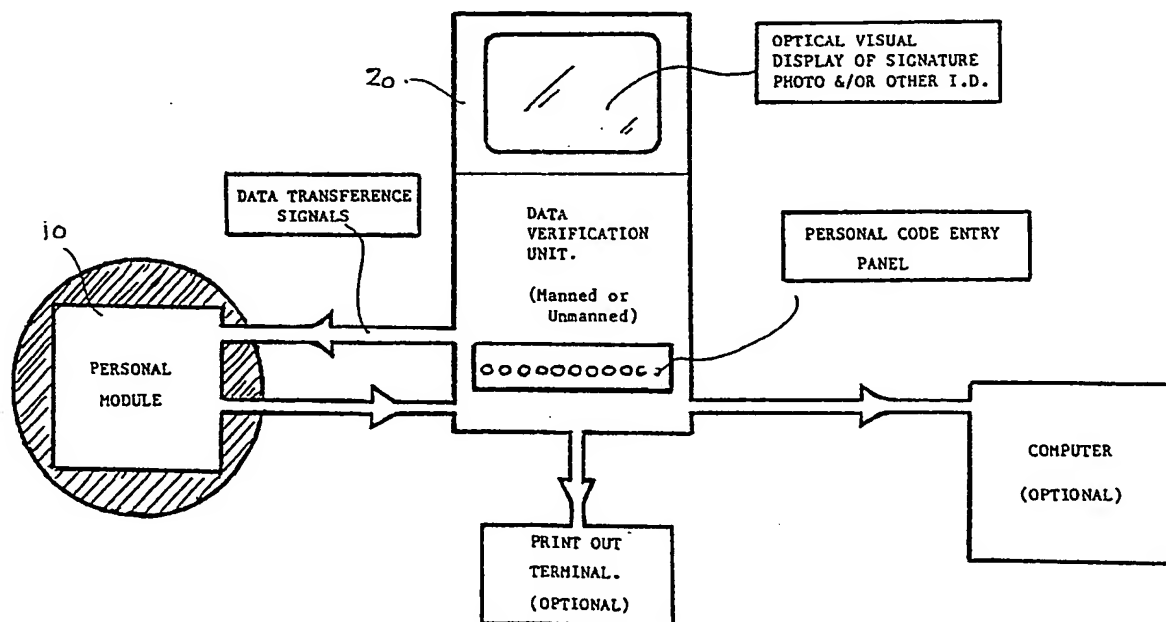 OPTICAL VISUAL
DISPLAY OF SIGNATURE
PHOTO &/OR OTHER I.D.
20
DATA TRANSFERENCE
SIGNALS
DATA
VERIFICATION
UNIT.
(Manned or
Unmanned)
PERSONAL CODE ENTRY
PANEL
10
PERSONAL
MODULE
COMPUTER
(OPTIONAL)
PRINT OUT
TERMINAL.
(OPTIONAL)